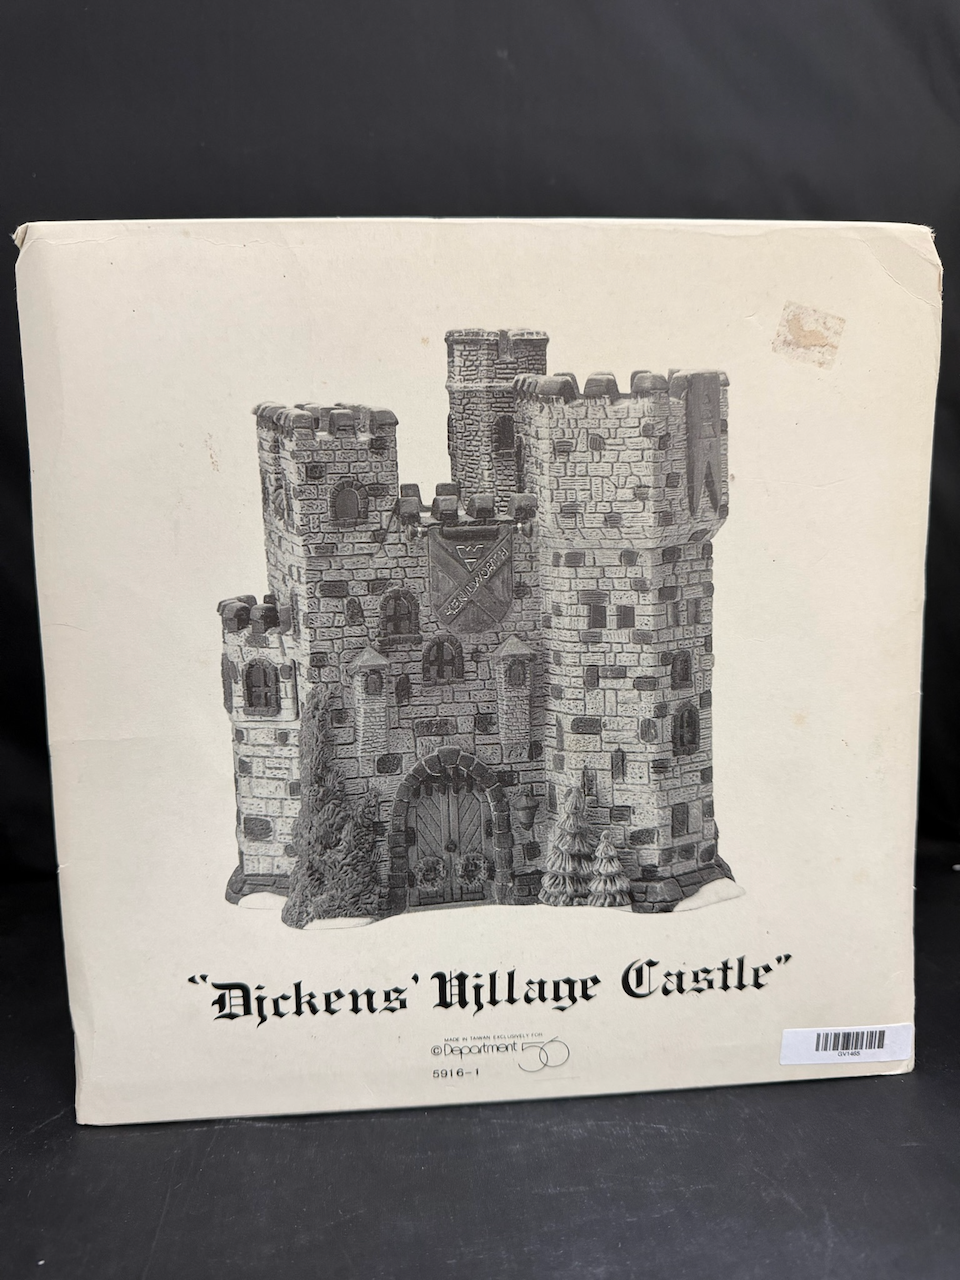 KENILWORTH
"Dickens' Village Castle"
MADE IN TAIWAN EXCLUSIVELY FOR
©Department 56
5916-1
GV1465